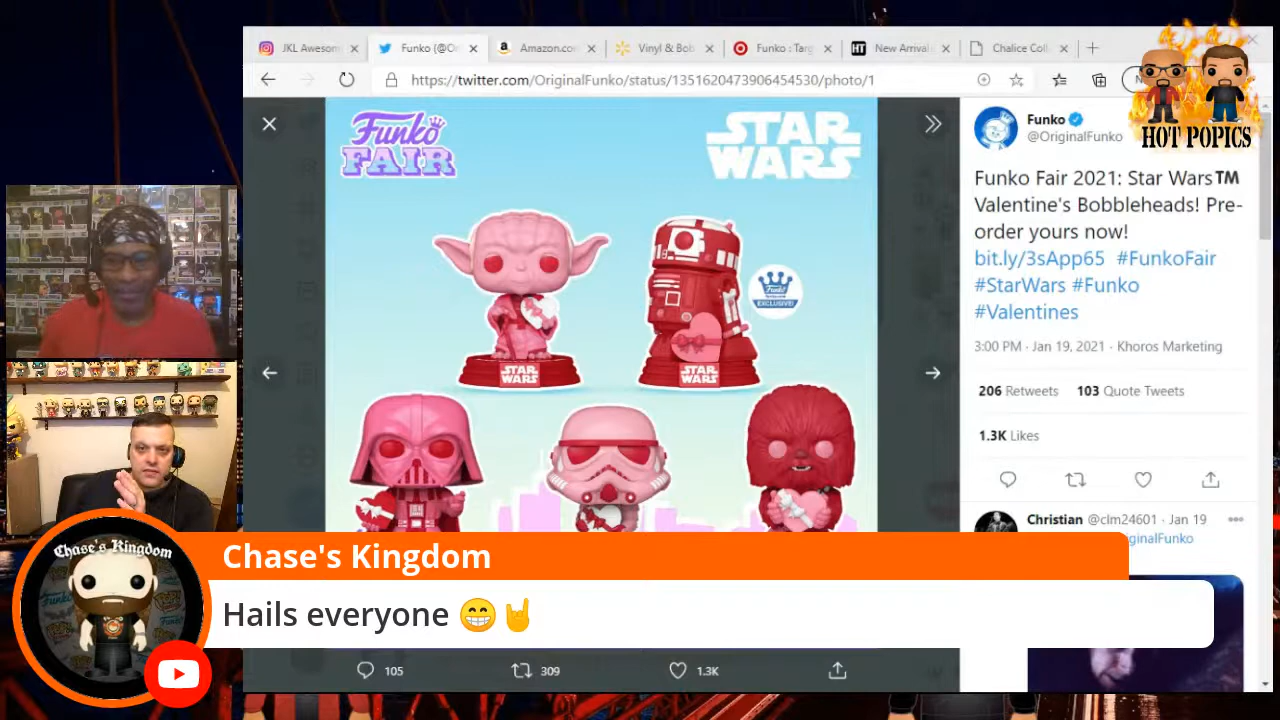 JKL Awesom
Funko (@O
Amazon.co
Vinyl & Bob
Funko : Targ
HT
New Arrival
Chalice Coll
https://twitter.com/OriginalFunko/status/1351620473906454530/photo/1
HOT POPICS
Funko FAIR
STAR WARS
Funko EXCLUSIVE!
STAR WARS
STAR WARS
Funko
@OriginalFunko
Funko Fair 2021: Star Wars™
Valentine's Bobbleheads! Pre-
order yours now!
bit.ly/3sApp65 #FunkoFair
#StarWars #Funko
#Valentines
3:00 PM · Jan 19, 2021 · Khoros Marketing
206 Retweets 103 Quote Tweets
1.3K Likes
Christian @clm24601 · Jan 19
iginalFunko
Chase's Kingdom
Chase's Kingdom
Hails everyone 😁🤘
105 309 1.3K